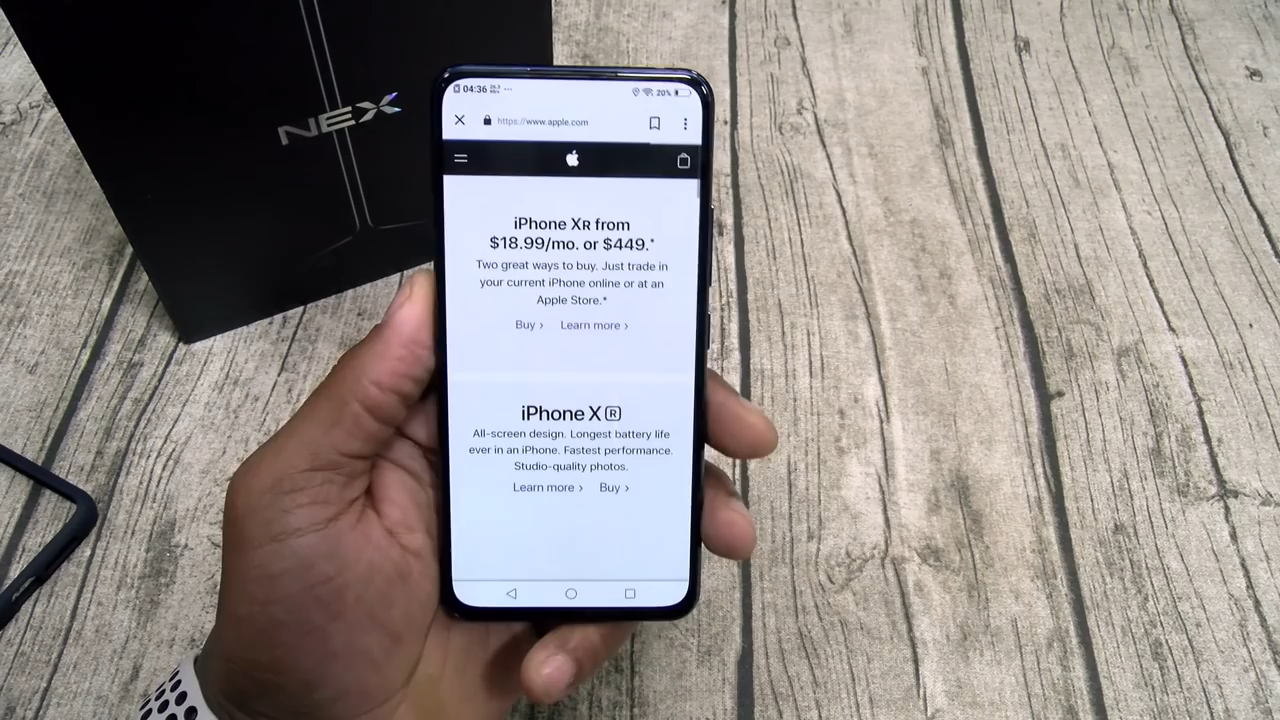 NEX
04:36
20%
https://www.apple.com
iPhone XR from
$18.99/mo. or $449.*
Two great ways to buy. Just trade in
your current iPhone online or at an
Apple Store.*
Buy › Learn more ›
iPhone X R
All-screen design. Longest battery life
ever in an iPhone. Fastest performance.
Studio-quality photos.
Learn more › Buy ›